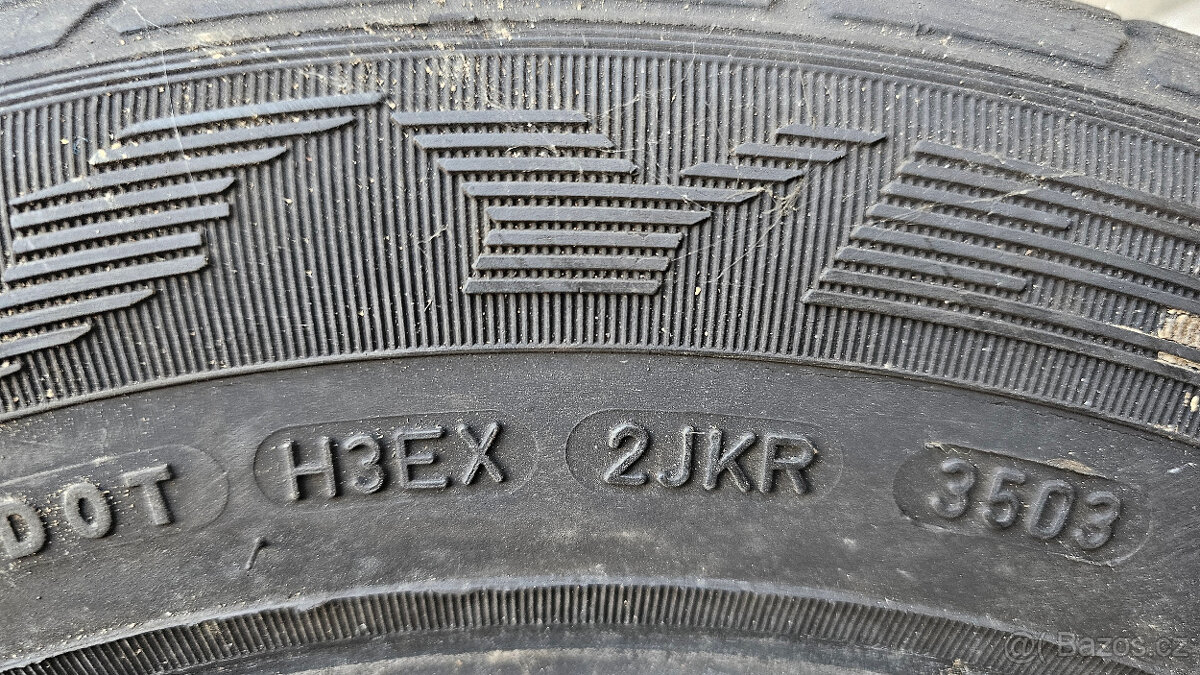 DOT H3EX 2JKR 3503
@( Bazos.cz